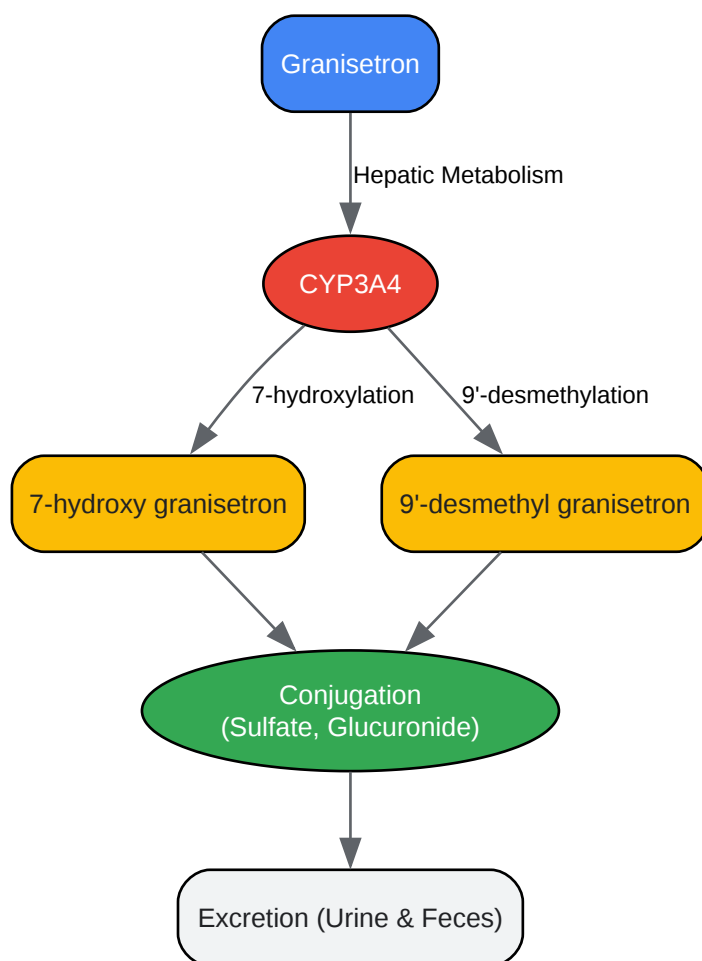 Granisetron
Hepatic Metabolism
CYP3A4
7-hydroxylation
9'-desmethylation
7-hydroxy granisetron
9'-desmethyl granisetron
Conjugation
(Sulfate, Glucuronide)
Excretion (Urine & Feces)